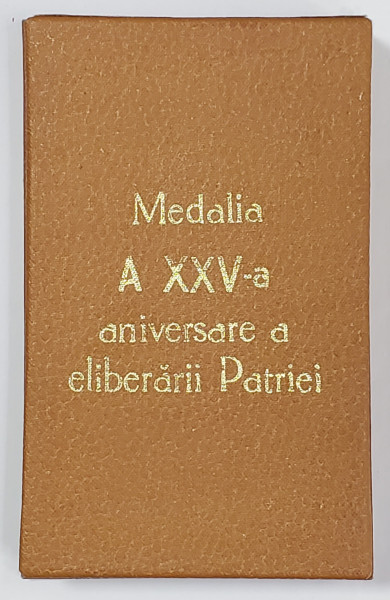 Medalia
A XXV-a
aniversare a
eliberării Patriei